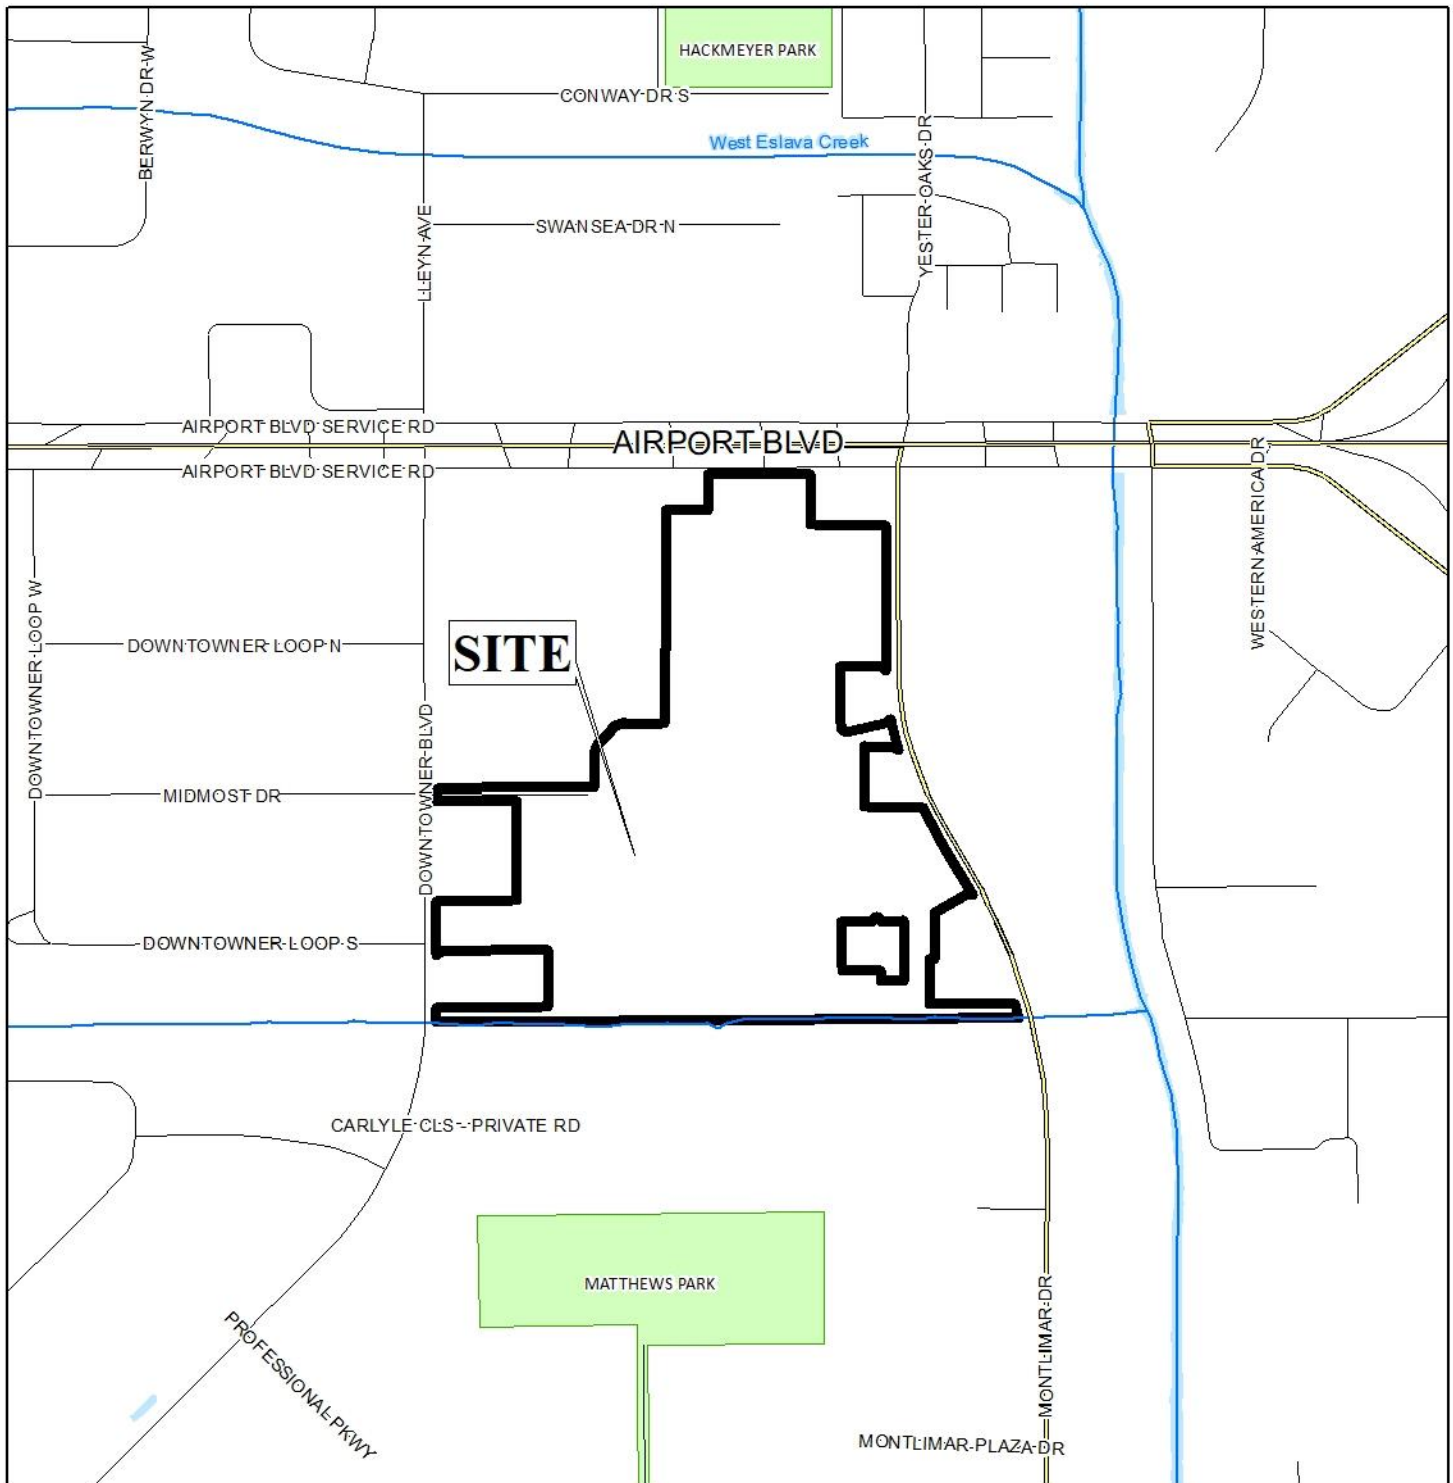 HACKMEYER PARK
CONWAY DR S
BERWYN DR W
West Eslava Creek
YESTER OAKS DR
LLEYN AVE
SWANSEA DR N
AIRPORT BLVD SERVICE RD
AIRPORT BLVD
AIRPORT BLVD SERVICE RD
WESTERN AMERICA DR
DOWNTOWNER LOOP W
DOWNTOWNER LOOP N
SITE
DOWNTOWNER BLVD
MIDMOST DR
DOWNTOWNER LOOP S
CARLYLE CLS - PRIVATE RD
MATTHEWS PARK
PROFESSIONAL PKWY
MONTLIMAR DR
MONTLIMAR PLAZA DR